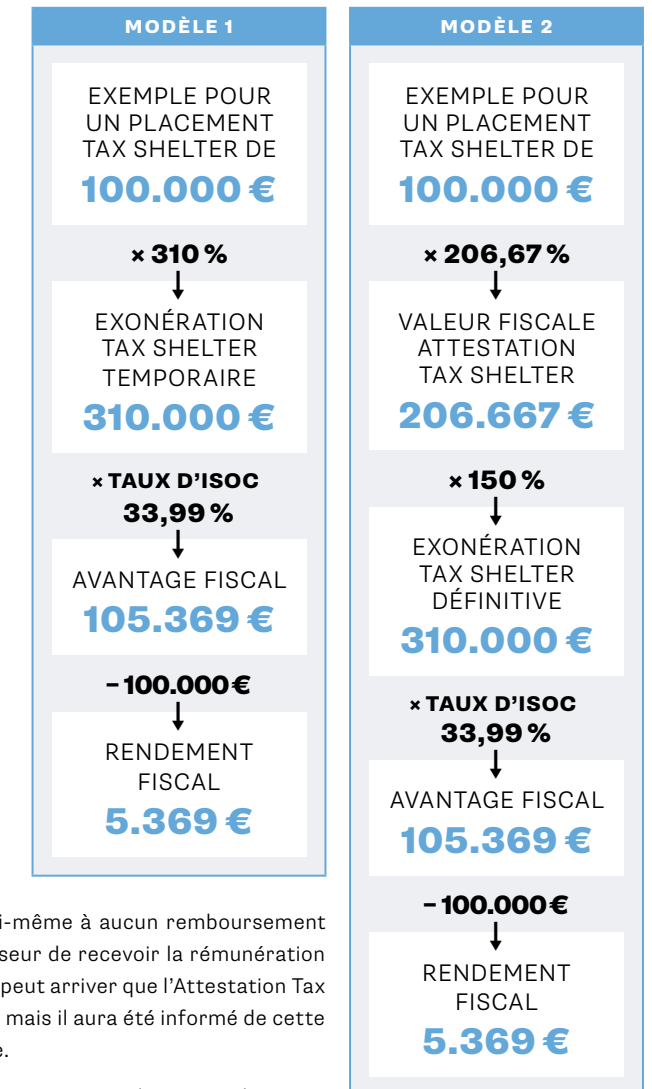 MODÈLE 1
EXEMPLE POUR
UN PLACEMENT
TAX SHELTER DE
100.000 €
× 310 %
EXONÉRATION
TAX SHELTER
TEMPORAIRE
310.000 €
× TAUX D'ISOC
33,99 %
AVANTAGE FISCAL
105.369 €
– 100.000 €
RENDEMENT
FISCAL
5.369 €
MODÈLE 2
EXEMPLE POUR
UN PLACEMENT
TAX SHELTER DE
100.000 €
× 206,67 %
VALEUR FISCALE
ATTESTATION
TAX SHELTER
206.667 €
× 150 %
EXONÉRATION
TAX SHELTER
DÉFINITIVE
310.000 €
× TAUX D'ISOC
33,99 %
AVANTAGE FISCAL
105.369 €
– 100.000 €
RENDEMENT
FISCAL
5.369 €
i-même à aucun remboursement
seur de recevoir la rémunération
peut arriver que l'Attestation Tax
mais il aura été informé de cette
e.